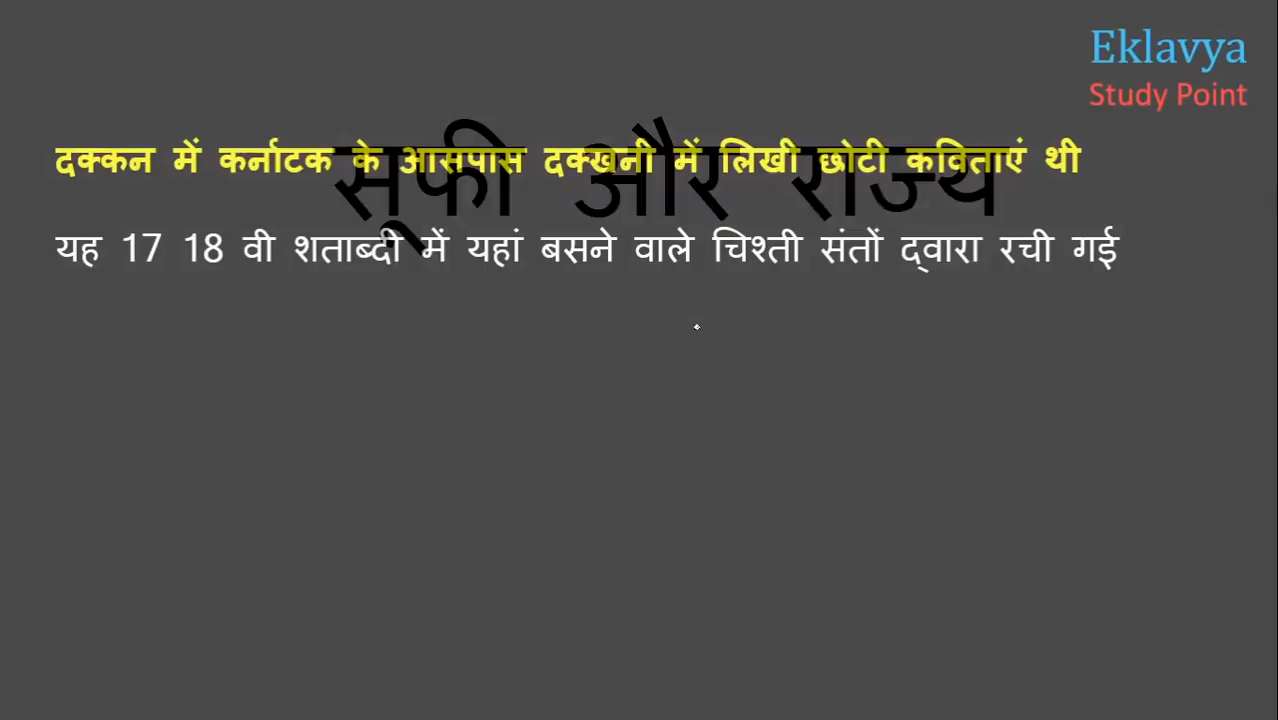 Eklavya
Study Point
दक्कन में कर्नाटक के आसपास दक्खनी में लिखी छोटी कविताएं थी
सूफी और राज्य
यह 17 18 वी शताब्दी में यहां बसने वाले चिश्ती संतों द्वारा रची गई